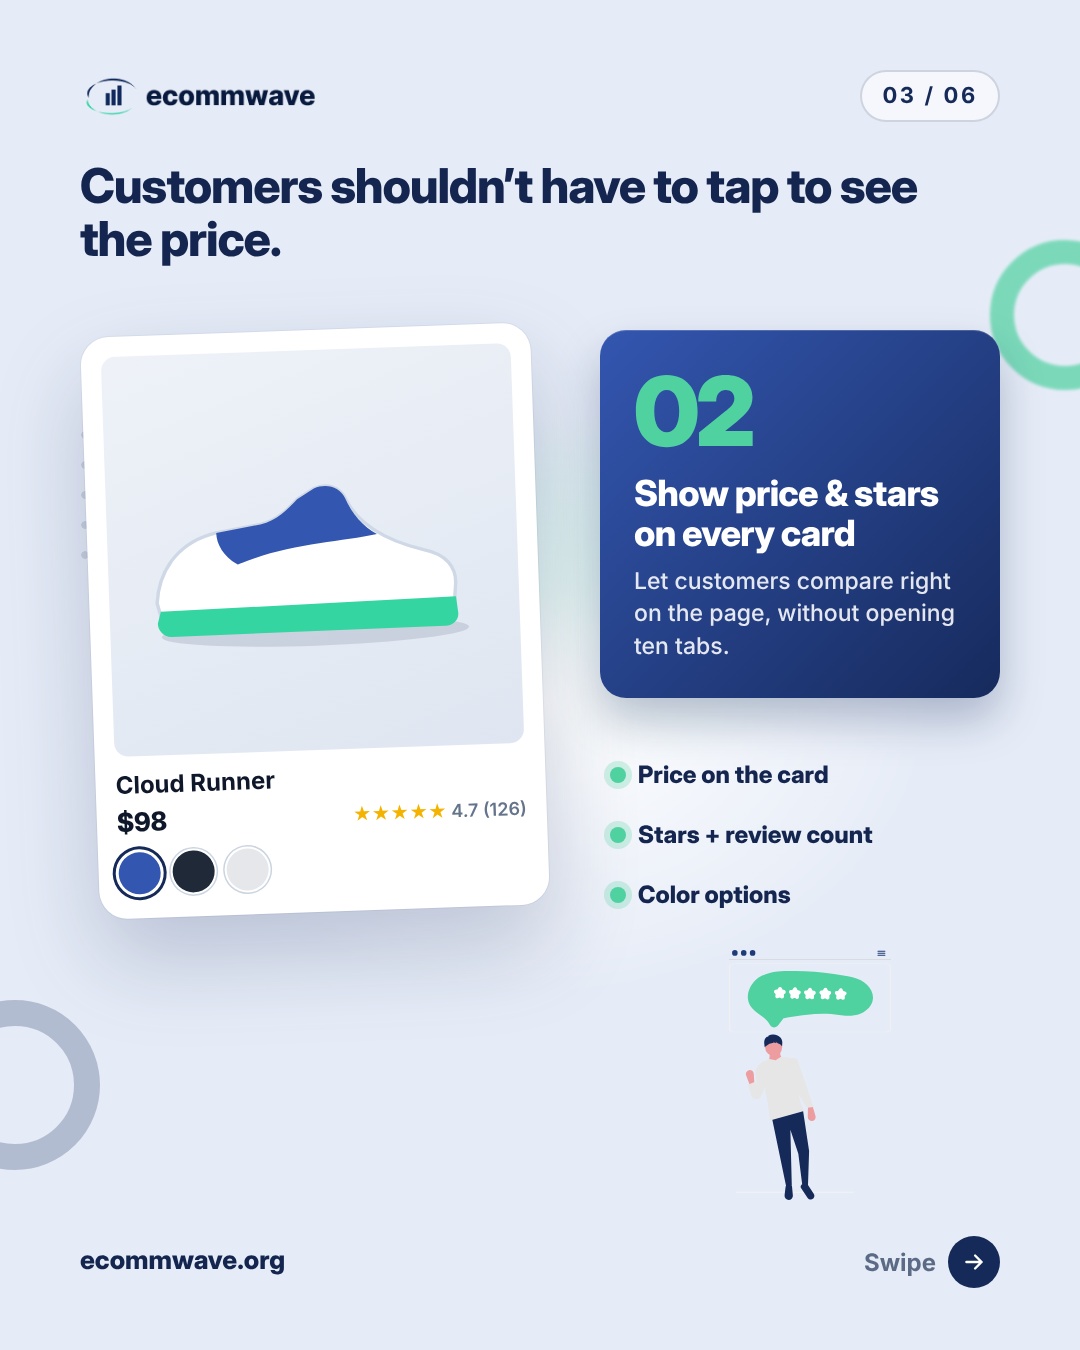 ecommwave
03 / 06
Customers shouldn’t have to tap to see
the price.
Cloud Runner
$98
★★★★★ 4.7 (126)
02
Show price & stars
on every card
Let customers compare right
on the page, without opening
ten tabs.
Price on the card
Stars + review count
Color options
ecommwave.org
Swipe →